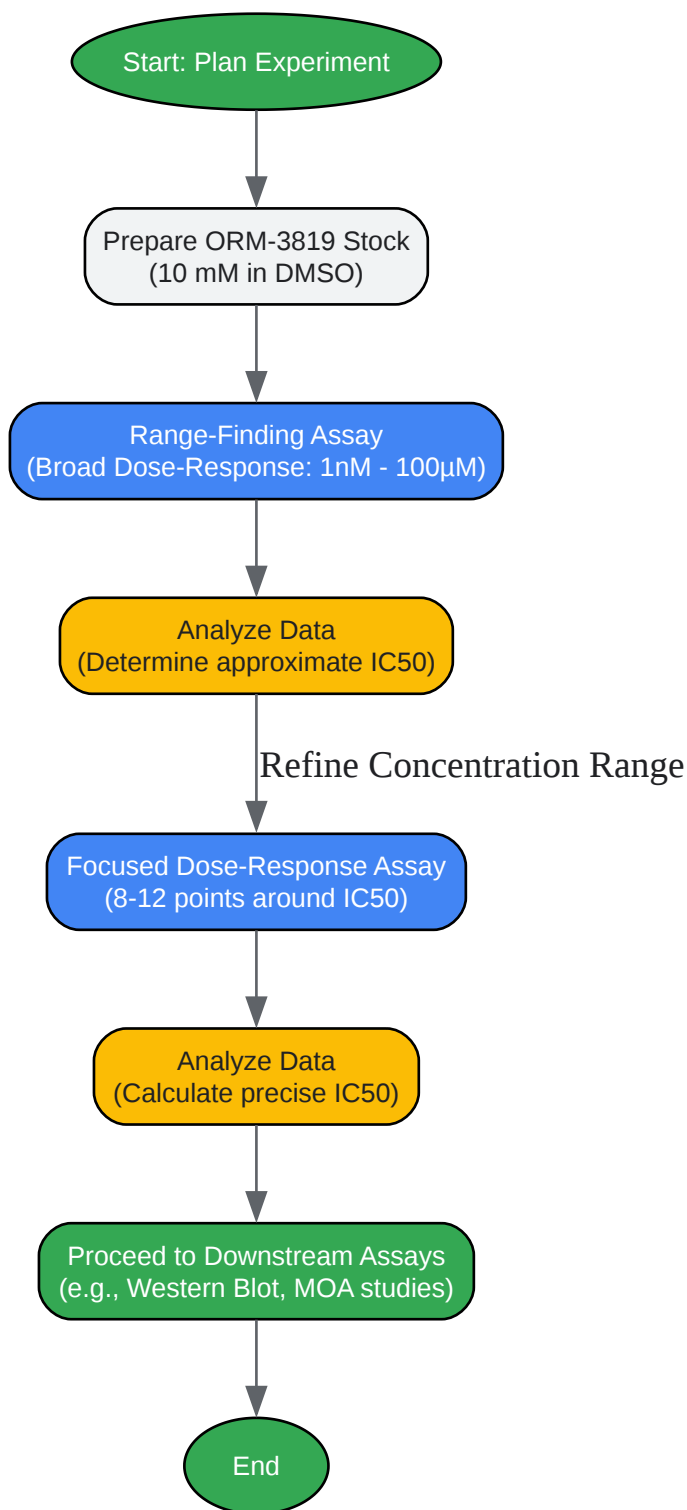 Start: Plan Experiment
Prepare ORM-3819 Stock
(10 mM in DMSO)
Range-Finding Assay
(Broad Dose-Response: 1nM - 100µM)
Analyze Data
(Determine approximate IC50)
Refine Concentration Range
Focused Dose-Response Assay
(8-12 points around IC50)
Analyze Data
(Calculate precise IC50)
Proceed to Downstream Assays
(e.g., Western Blot, MOA studies)
End